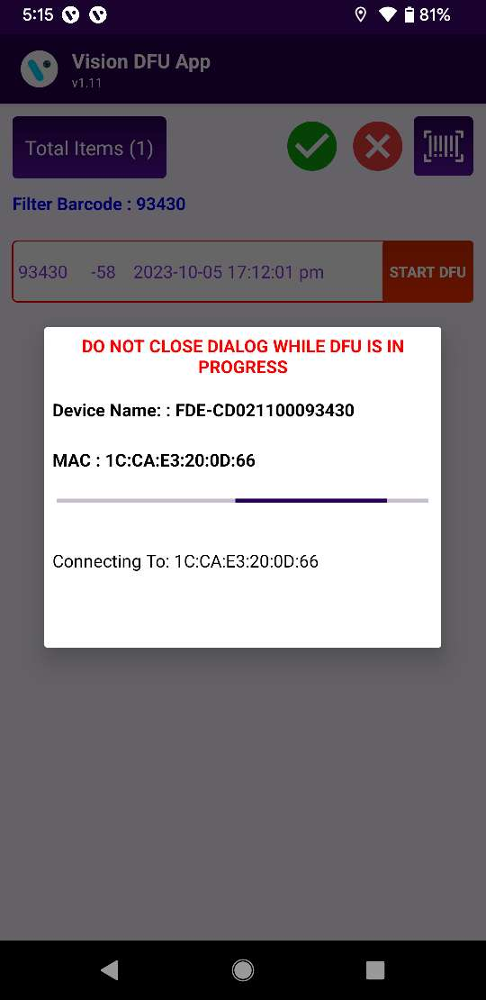 5:15 81%
Vision DFU App
v1.11
Total Items (1)
Filter Barcode : 93430
93430 -58 2023-10-05 17:12:01 pm START DFU
DO NOT CLOSE DIALOG WHILE DFU IS IN
PROGRESS
Device Name: : FDE-CD021100093430
MAC : 1C:CA:E3:20:0D:66
Connecting To: 1C:CA:E3:20:0D:66